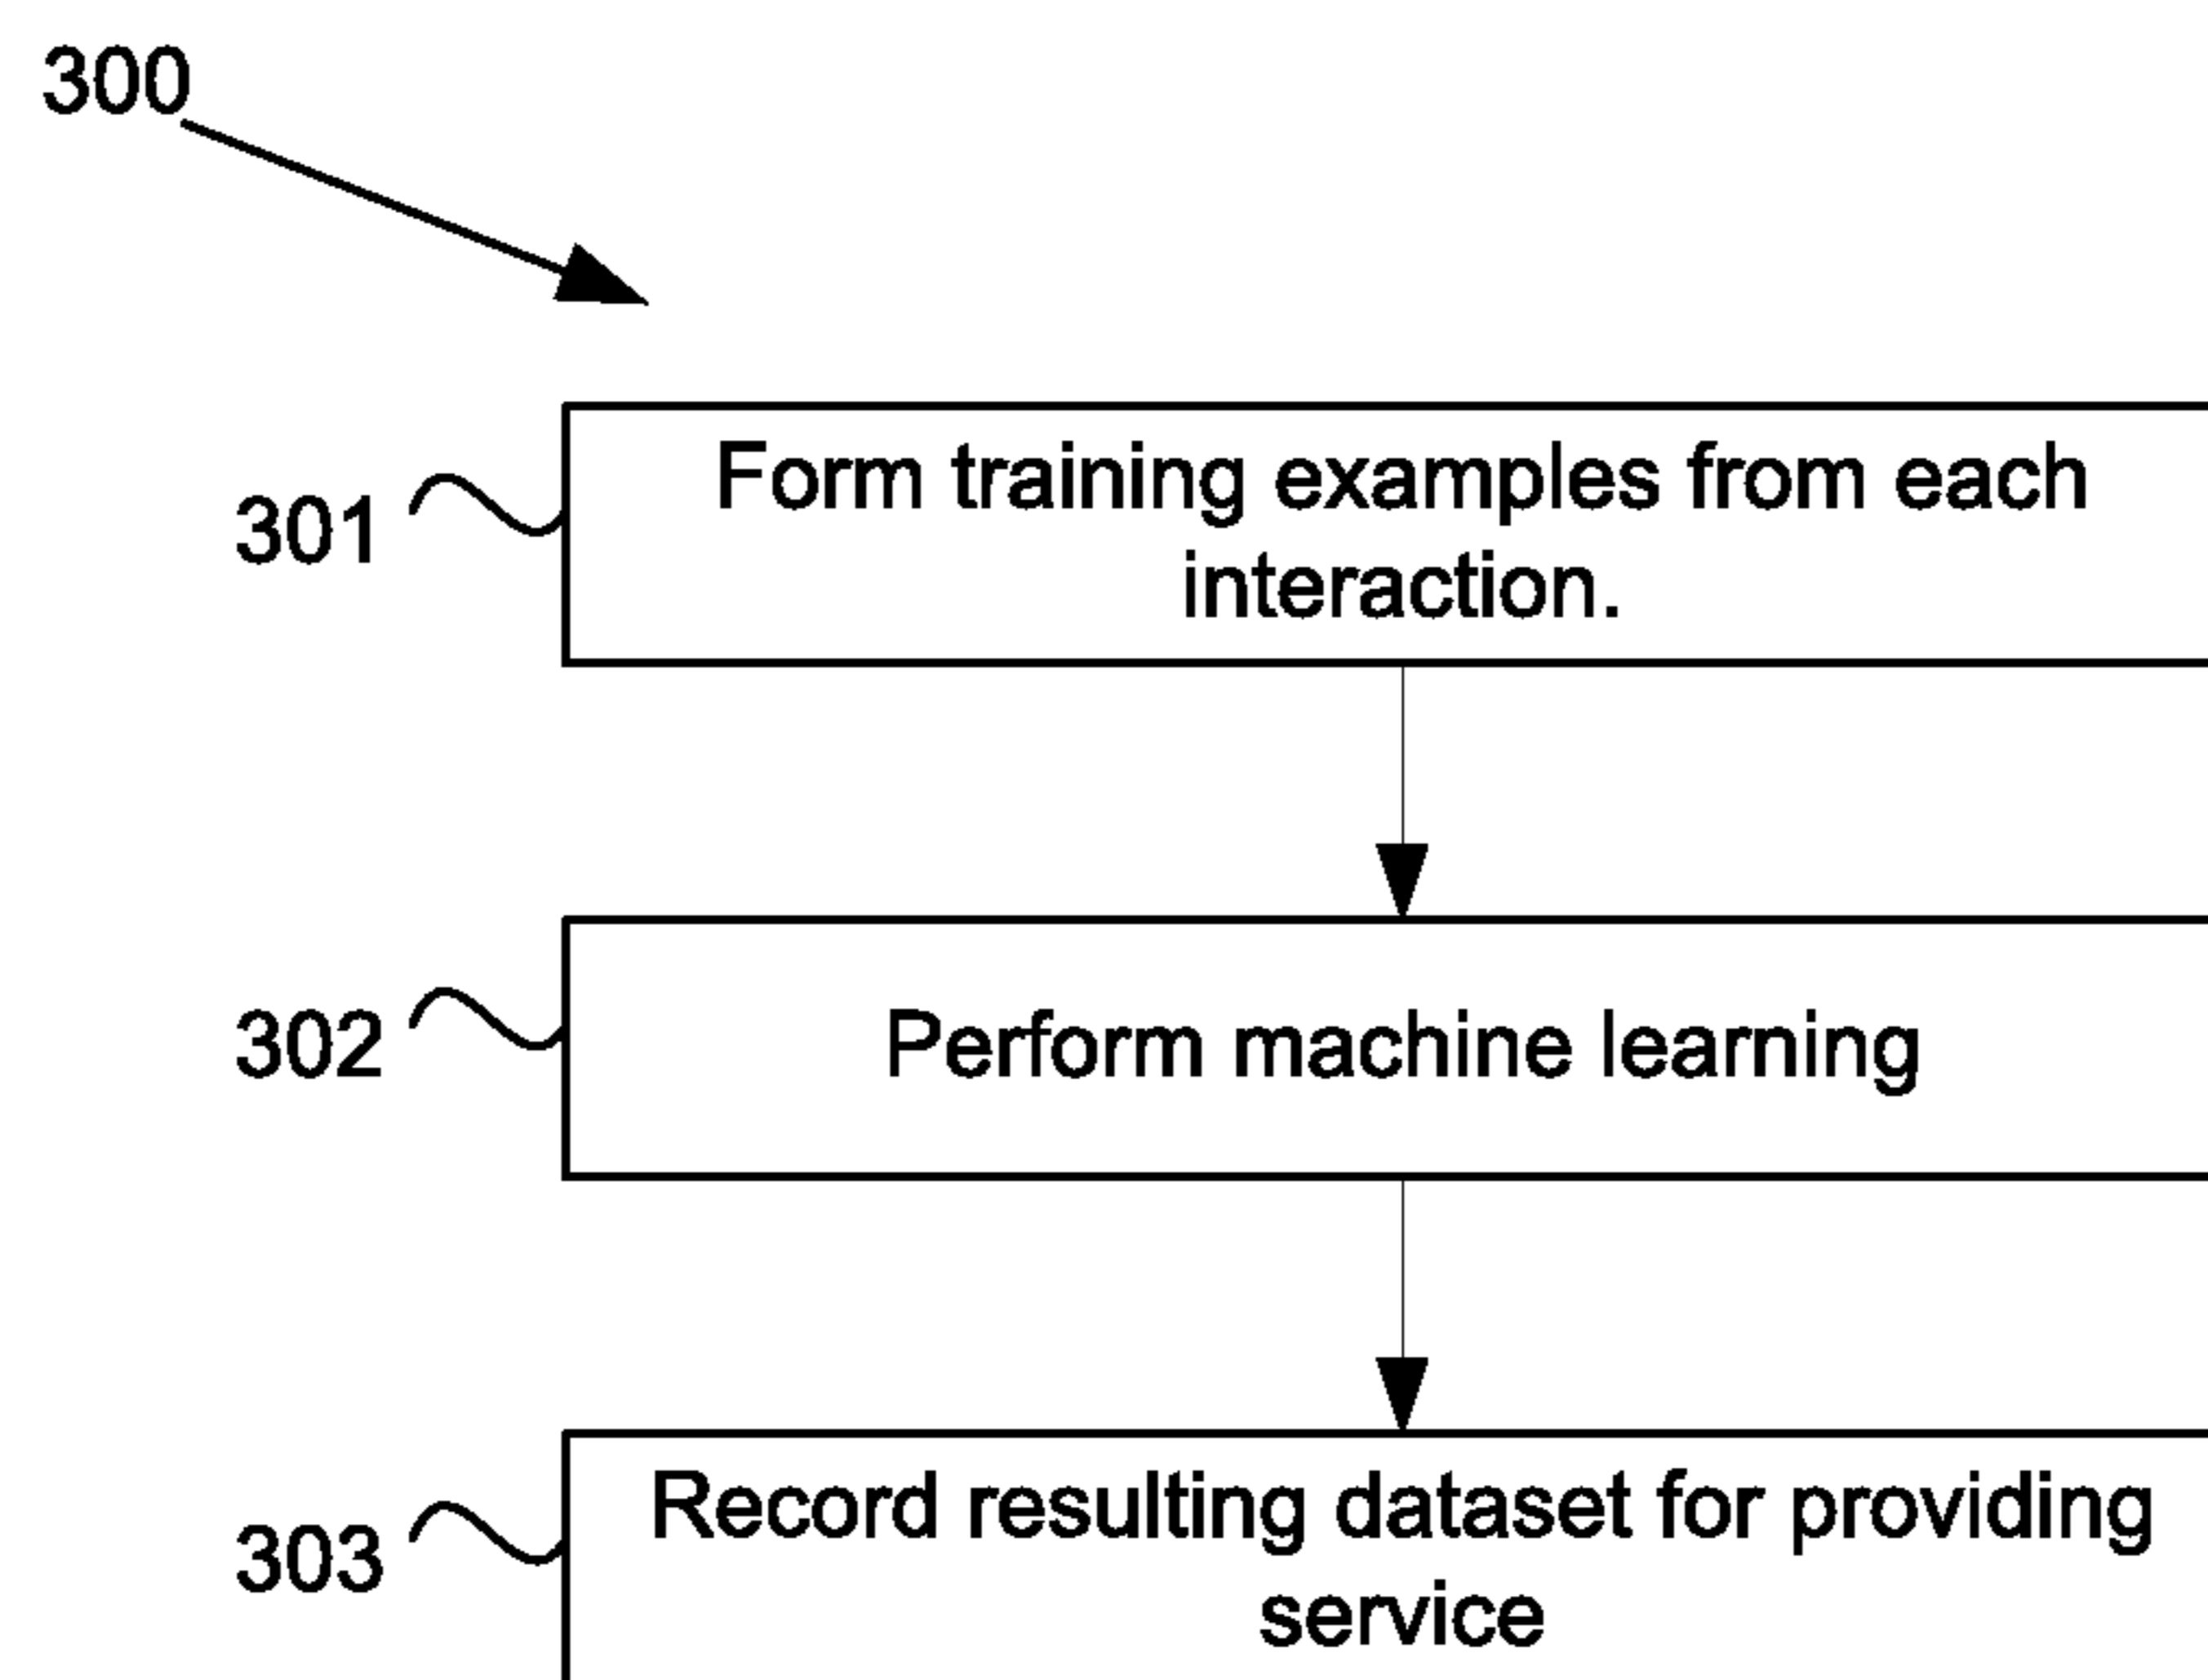 300
Form training examples from each
301
interaction.
302
Perform machine learning
Record resulting dataset for providing
303
service